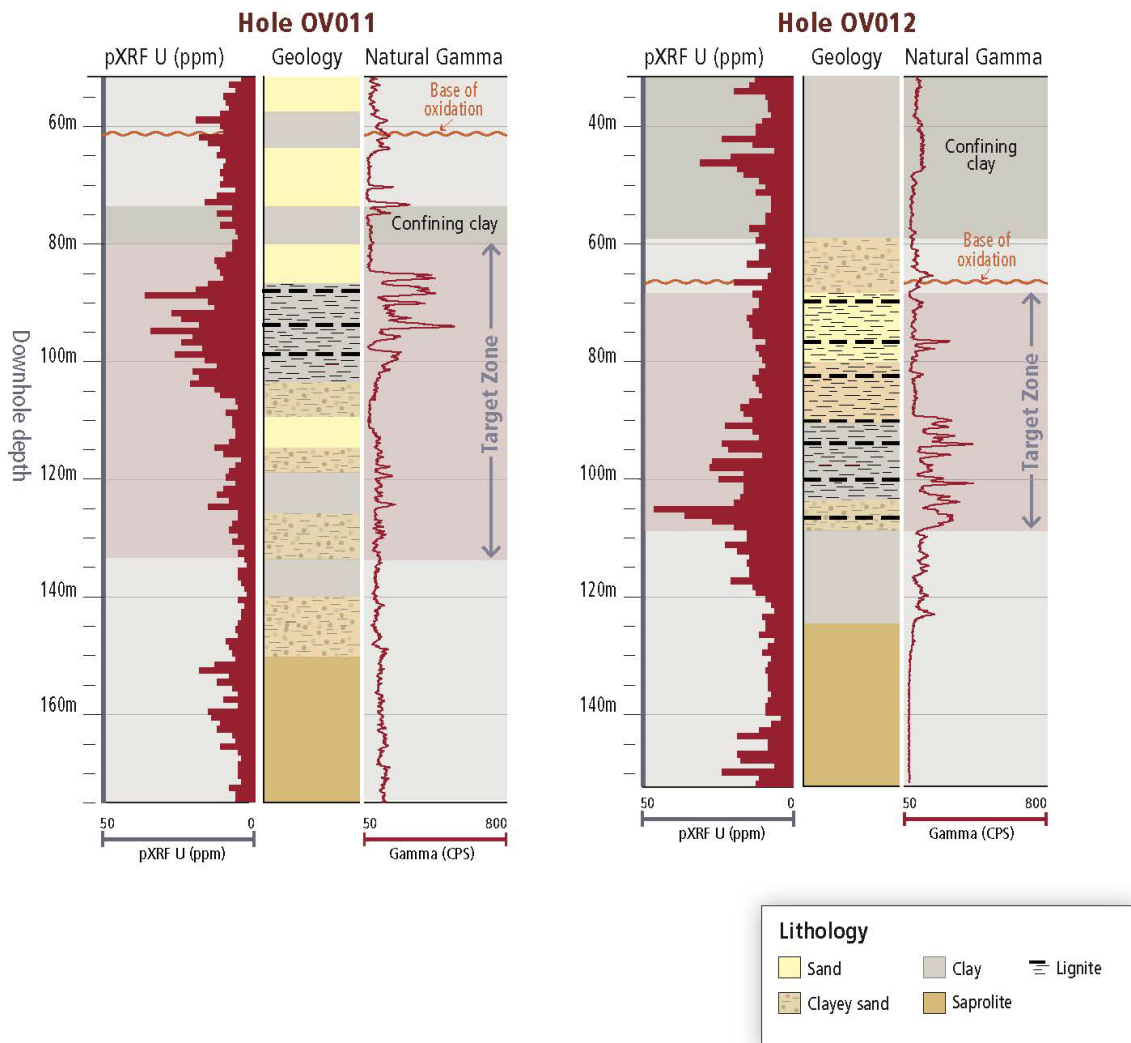 Hole OV011
pXRF U (ppm)
Geology
Natural Gamma
Base of
oxidation
60m
Confining clay
80m
100m
120m
140m
160m
Downhole depth
Target Zone
50
0
pXRF U (ppm)
50
800
Gamma (CPS)
Hole OV012
pXRF U (ppm)
Geology
Natural Gamma
40m
Confining
clay
60m
Base of
oxidation
80m
100m
120m
140m
Target Zone
50
0
pXRF U (ppm)
50
800
Gamma (CPS)
Lithology
Sand
Clay
Lignite
Clayey sand
Saprolite